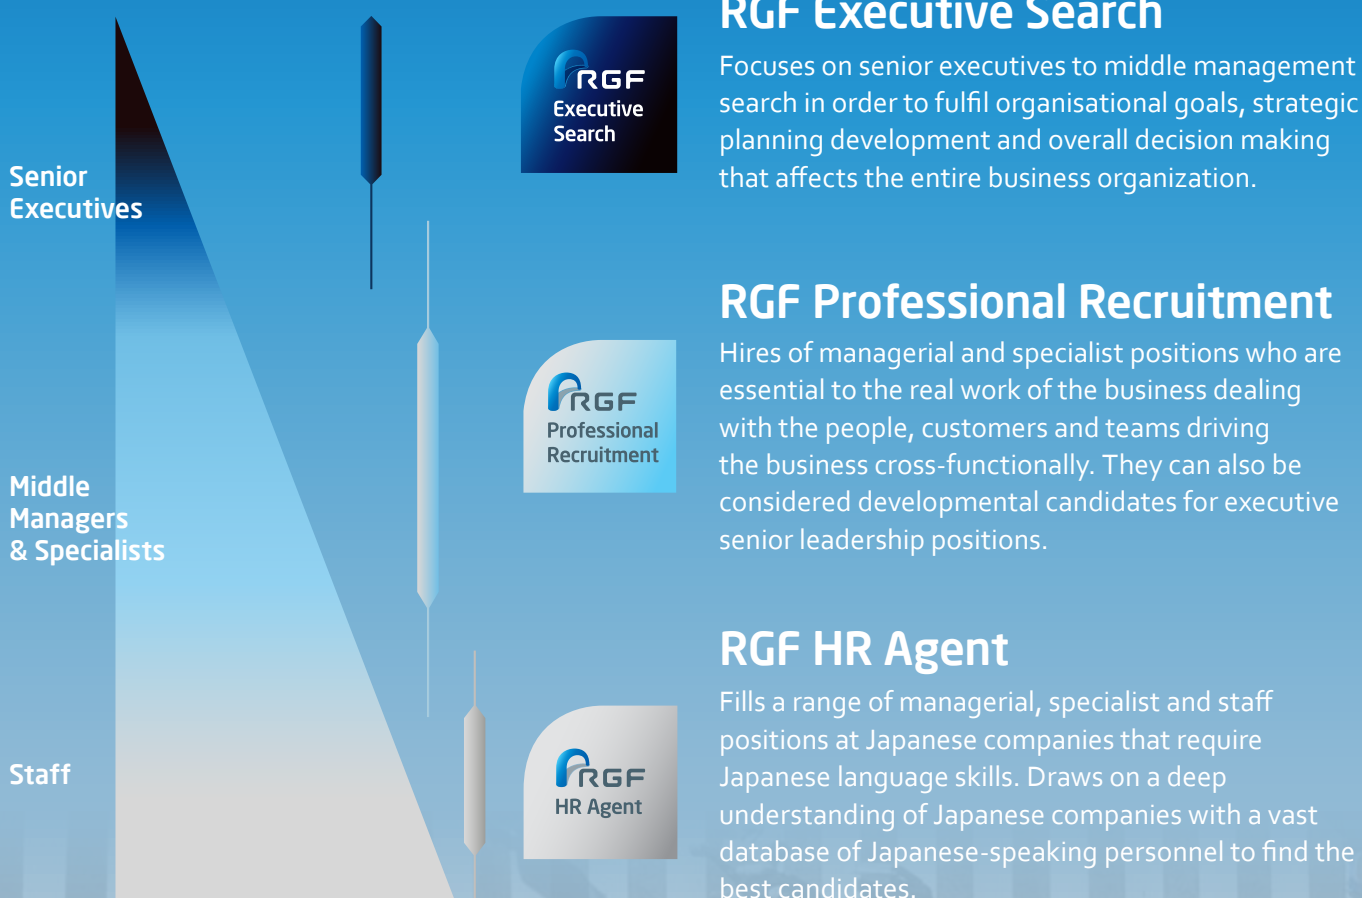 Senior
Executives
Middle
Managers
& Specialists
Staff
RGF
Executive
Search
RGF Executive Search
Focuses on senior executives to middle management
search in order to fulfil organisational goals, strategic
planning development and overall decision making
that affects the entire business organization.
RGF
Professional
Recruitment
RGF Professional Recruitment
Hires of managerial and specialist positions who are
essential to the real work of the business dealing
with the people, customers and teams driving
the business cross-functionally. They can also be
considered developmental candidates for executive
senior leadership positions.
RGF
HR Agent
RGF HR Agent
Fills a range of managerial, specialist and staff
positions at Japanese companies that require
Japanese language skills. Draws on a deep
understanding of Japanese companies with a vast
database of Japanese-speaking personnel to find the
best candidates.